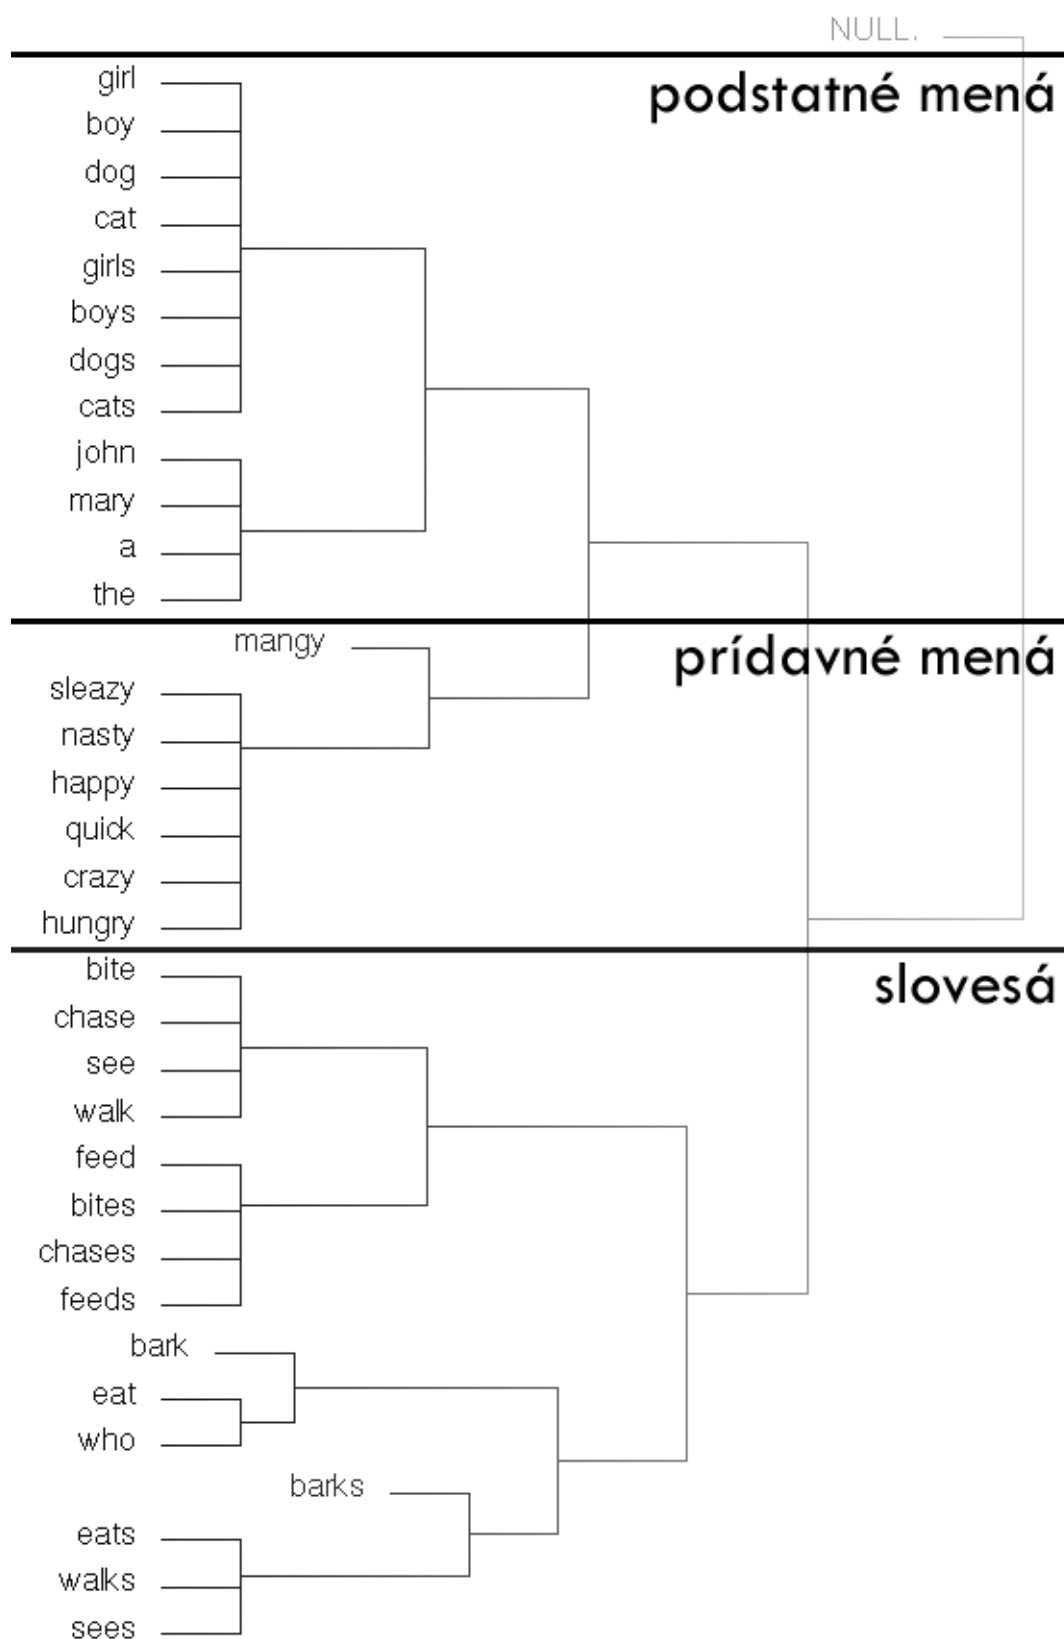 NULL.
podstatné mená
girl
boy
dog
cat
girls
boys
dogs
cats
john
mary
a
the
prídavné mená
mangy
sleazy
nasty
happy
quick
crazy
hungry
slovesá
bite
chase
see
walk
feed
bites
chases
feeds
bark
eat
who
barks
eats
walks
sees